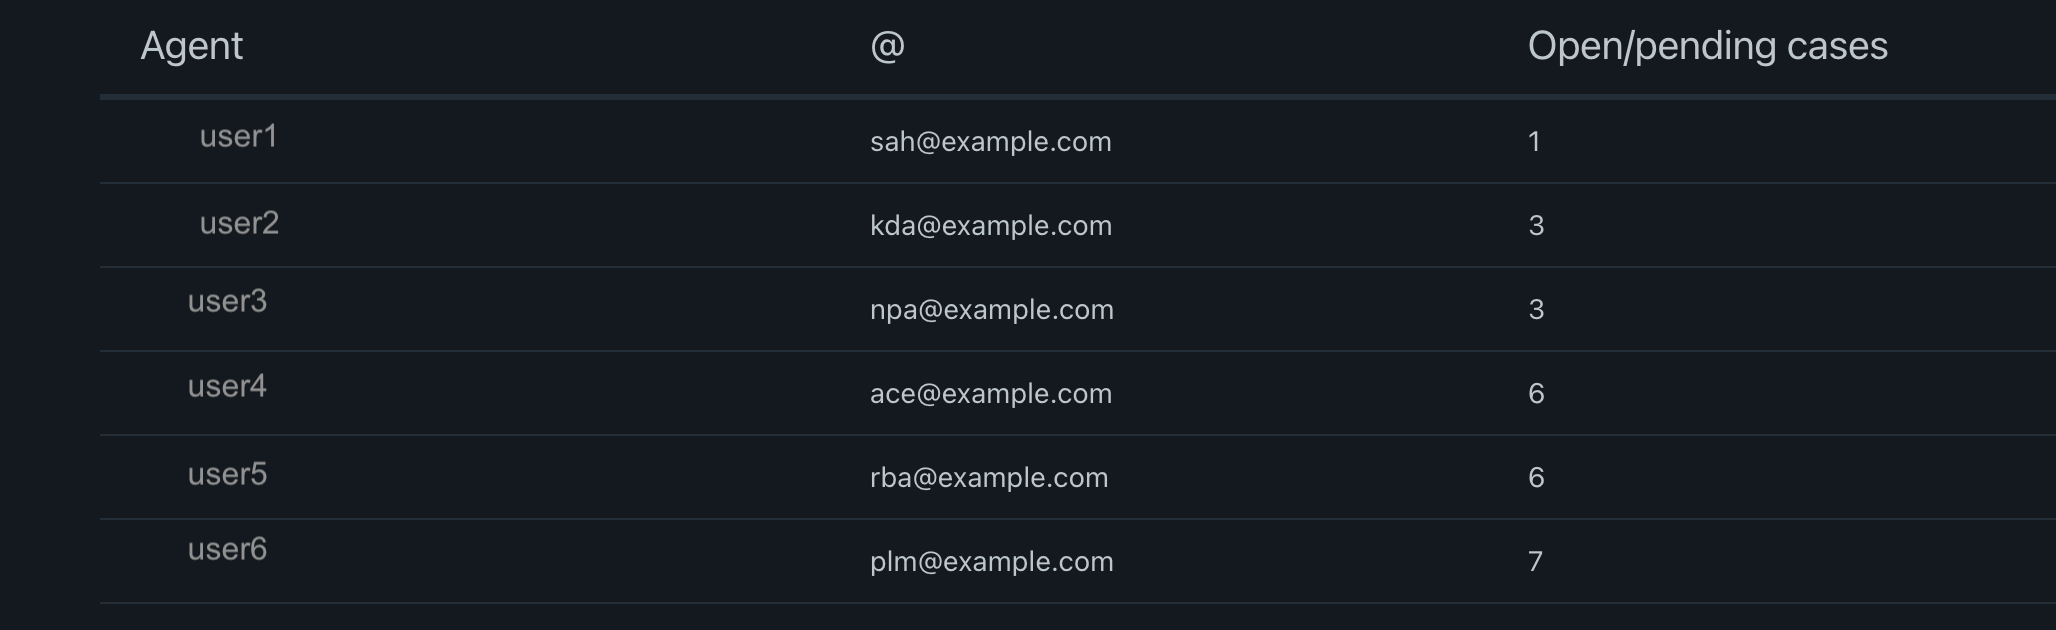 Agent @ Open/pending cases
user1 sah@example.com 1
user2 kda@example.com 3
user3 npa@example.com 3
user4 ace@example.com 6
user5 rba@example.com 6
user6 plm@example.com 7